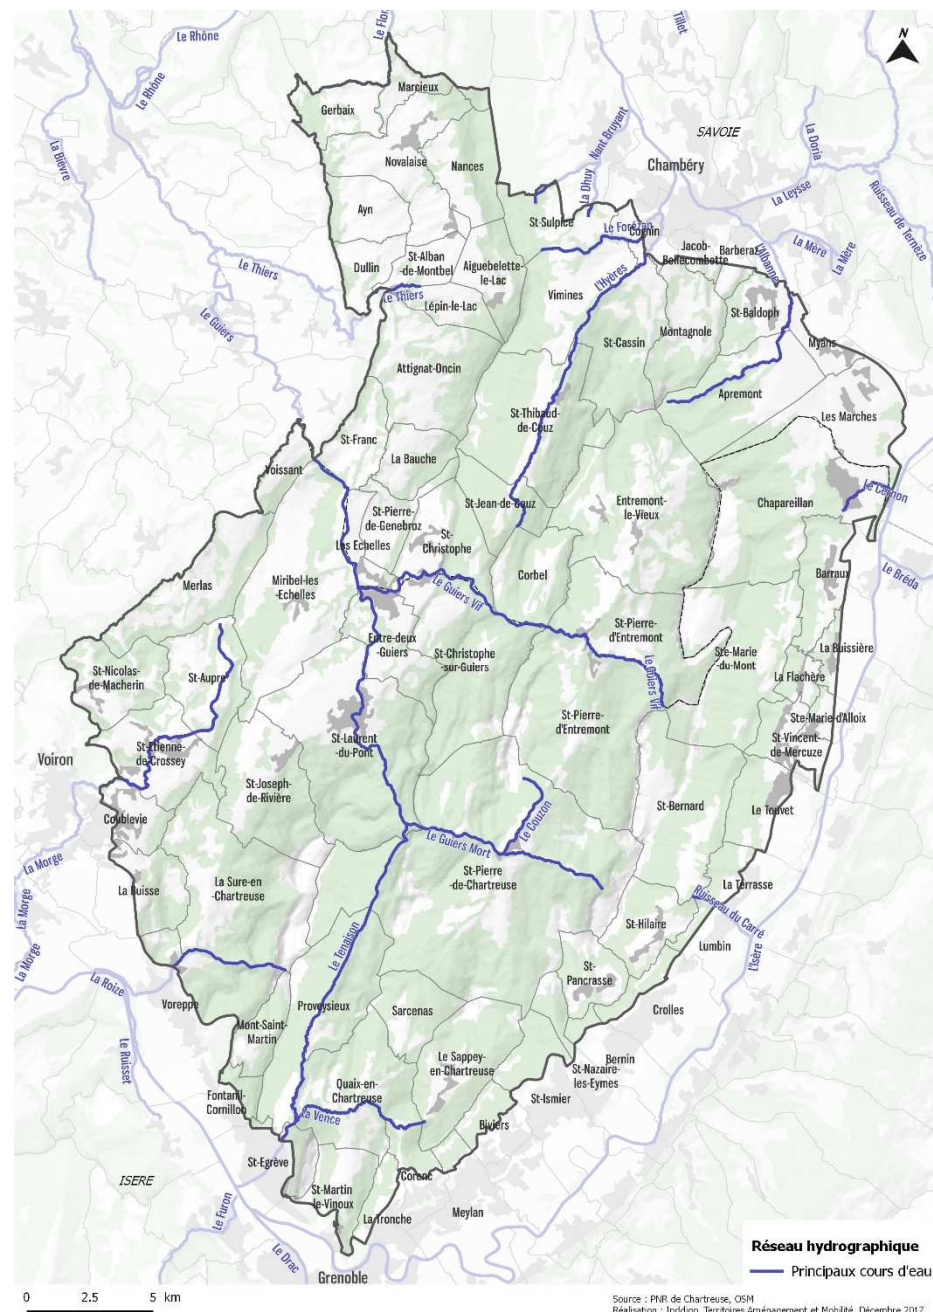 Le Rhône
Le Flon
Tillet
N
Marcieux
Le Rhône
Gerbaix
SAVOIE
La Doria
Nant Bruyant
La Bièvre
Novalaise
Nances
Chambéry
La Dhuy
La Leysse
Ruisseau de Ternèze
Ayn
St-Sulpice
Le Forézan
Cognin
Jacob-
Bellecombette
Barberaz
L'Albanne
La Mère
La Mère
St-Alban
-de-Montbel
Aiguebelette
-le-Lac
Le Thiers
Dullin
L'Hyères
Vimines
Le Thiers
Lépin-le-Lac
St-Baldoph
Le Guiers
St-Cassin
Montagnole
Myans
Attignat-Oncin
Apremont
Les Marches
St-Thibaud-
de-Couz
St-Franc
La Bauche
Voissant
Le Cernon
St-Jean-de-Couz
Entremont-
le-Vieux
Chapareillan
St-Pierre-
de-Genebroz
St-
Christophe
Les Echelles
Corbel
Barraux
Le Bréda
Merlas
Miribel-les
-Echelles
Le Guiers Vif
St-Pierre-
d'Entremont
Entre-deux
-Guiers
St-Christophe
-sur-Guiers
Ste-Marie
-du-Mont
La Buissière
St-Nicolas-
de-Macherin
St-Aupre
Le Guiers Vif
La Flachère
St-Pierre-
d'Entremont
Ste-Marie-d'Alloix
St-Laurent
-du-Pont
St-Vincent-
de-Mercuze
Voiron
St-Etienne-
de-Crossey
St-Joseph-
de-Rivière
St-Bernard
Le Touvet
Coublevie
Le Couzon
Le Guiers Mort
La Morge
St-Pierre
-de-Chartreuse
La Buisse
La Sure-en
-Chartreuse
La Terrasse
Ruisseau du Carré
La Morge
St-Hilaire
Lumbin
Le Tenaison
L'Isère
La Morge
St-
Pancrasse
La Roize
Voreppe
Proveysieux
Sarcenas
Crolles
Mont-Saint-
Martin
Le Ruisset
Le Sappey-
en-Chartreuse
Bernin
St-Nazaire-
les-Eymes
Quaix-en-
Chartreuse
Fontanil-
Cornillon
St-Ismier
La Vence
Biviers
St-Egrève
ISERE
Corenc
St-Martin
-le-Vinoux
Le Furon
La Tronche
Meylan
Le Drac
Grenoble
Réseau hydrographique
Principaux cours d'eau
0 2.5 5 km
Source : PNR de Chartreuse, OSM
Réalisation : Inddigo, Territoires Aménagement et Mobilité, Décembre 2017